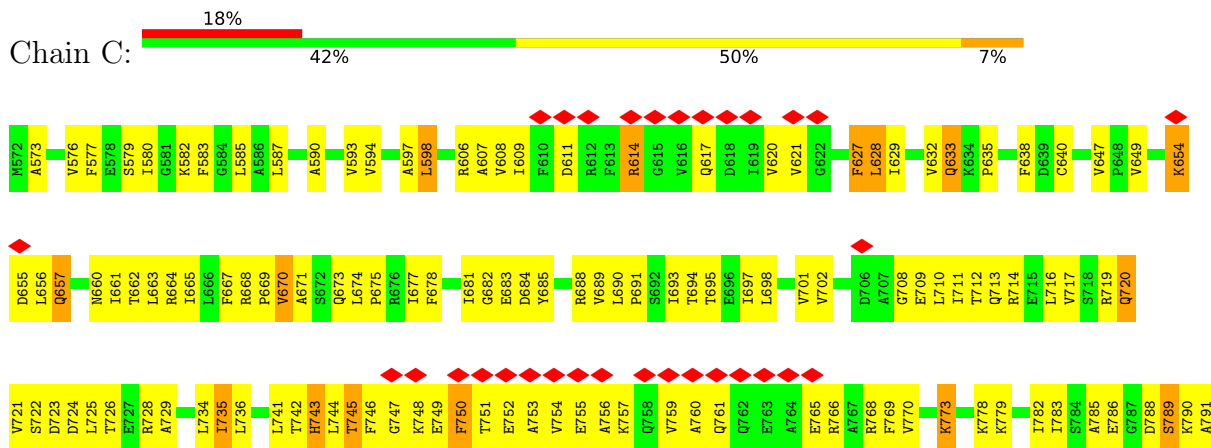 18%
Chain C:
42% 50% 7%
M572 A573 V576 F577 E578 S579 I580 G581 K582 F583 G584 L585 A586 L587 A590 V593 V594 A597 L598 R606 A607 V608 I609 F610 D611 R612 F613 R614 G615 V616 Q617 D618 I619 V620 V621 G622 F627 L628 I629 V632 Q633 K634 P635 F638 D639 C640 V647 P648 V649 K654
D655 L656 Q657 N660 I661 T662 L663 R664 I665 L666 F667 R668 P669 V670 A671 S672 Q673 L674 P675 R676 I677 F678 I681 G682 E683 D684 Y685 R688 V689 L690 P691 S692 I693 T694 T695 E696 I697 L698 V701 V702 D706 A707 G708 E709 L710 I711 T712 Q713 R714 E715 L716 V717 S718 R719 Q720
V721 S722 D723 D724 L725 T726 E727 R728 A729 L734 I735 L736 L741 T742 H743 L744 T745 F746 G747 K748 E749 F750 T751 E752 A753 V754 E755 A756 K757 Q758 V759 A760 Q761 Q762 E763 A764 E765 R766 A767 R768 F769 V770 K773 K778 K779 I782 I783 S784 A785 E786 G787 D788 S789 K790 A791